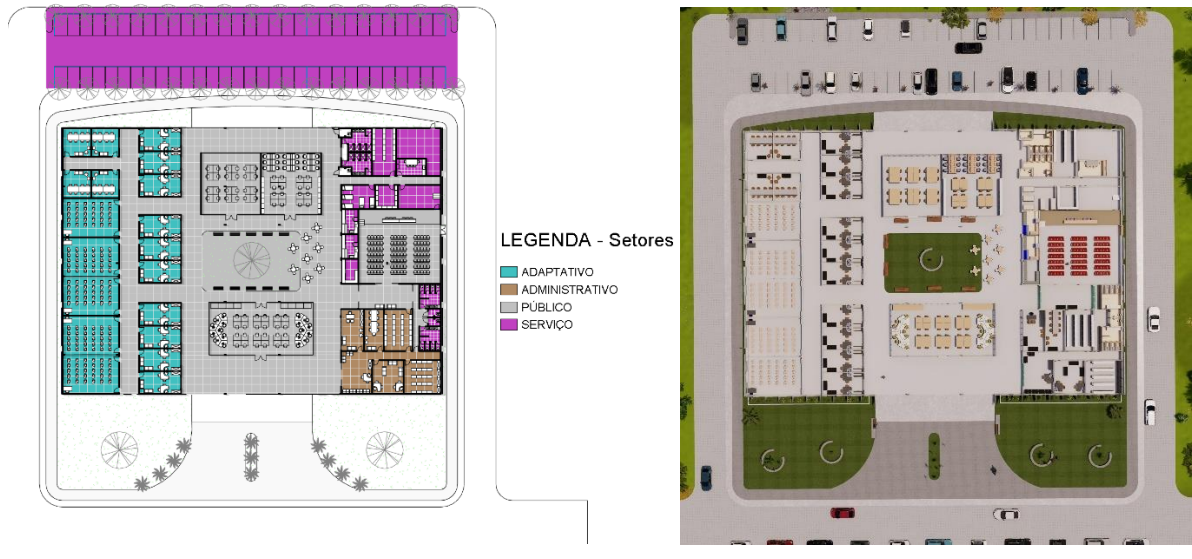 LEGENDA - Setores
ADAPTATIVO
ADMINISTRATIVO
PÚBLICO
SERVIÇO